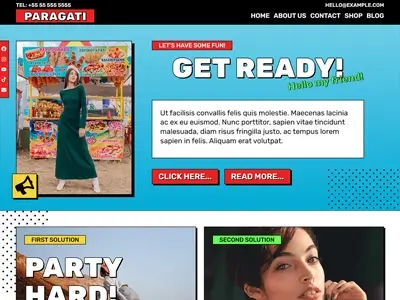 TEL: +55 55 555 5555
HELLO@EXAMPLE.COM
PARAGATI
HOME ABOUT US CONTACT SHOP BLOG
LET'S HAVE SOME FUN!
GET READY!
Hello my friend!
Ut facilisis convallis felis quis molestie. Maecenas lacinia
ac ex eu euismod. Nunc porttitor, sapien vitae tincidunt
malesuada, diam risus fringilla justo, ac tempus lorem
sapien in felis. Aliquam erat volutpat.
CLICK HERE...
READ MORE...
FIRST SOLUTION
PARTY
HARD!
SECOND SOLUTION